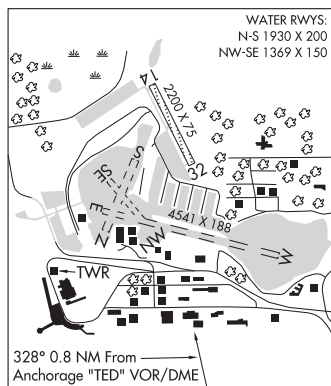 WATER RWYS:
N-S 1930 X 200
NW-SE 1369 X 150
14
2200 X 75
32
S
SE
E
N
NW
4541 X 188
W
TWR
328° 0.8 NM From
Anchorage "TED" VOR/DME